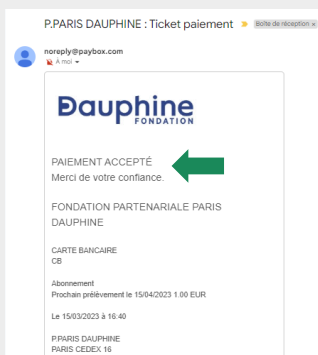 P.PARIS DAUPHINE : Ticket paiement
Boîte de réception ×
noreply@paybox.com
À moi
Dauphine
FONDATION
PAIEMENT ACCEPTÉ
Merci de votre confiance.
FONDATION PARTENARIALE PARIS
DAUPHINE
CARTE BANCAIRE
CB
Abonnement
Prochain prélèvement le 15/04/2023 1.00 EUR
Le 15/03/2023 à 16:40
P.PARIS DAUPHINE
PARIS CEDEX 16